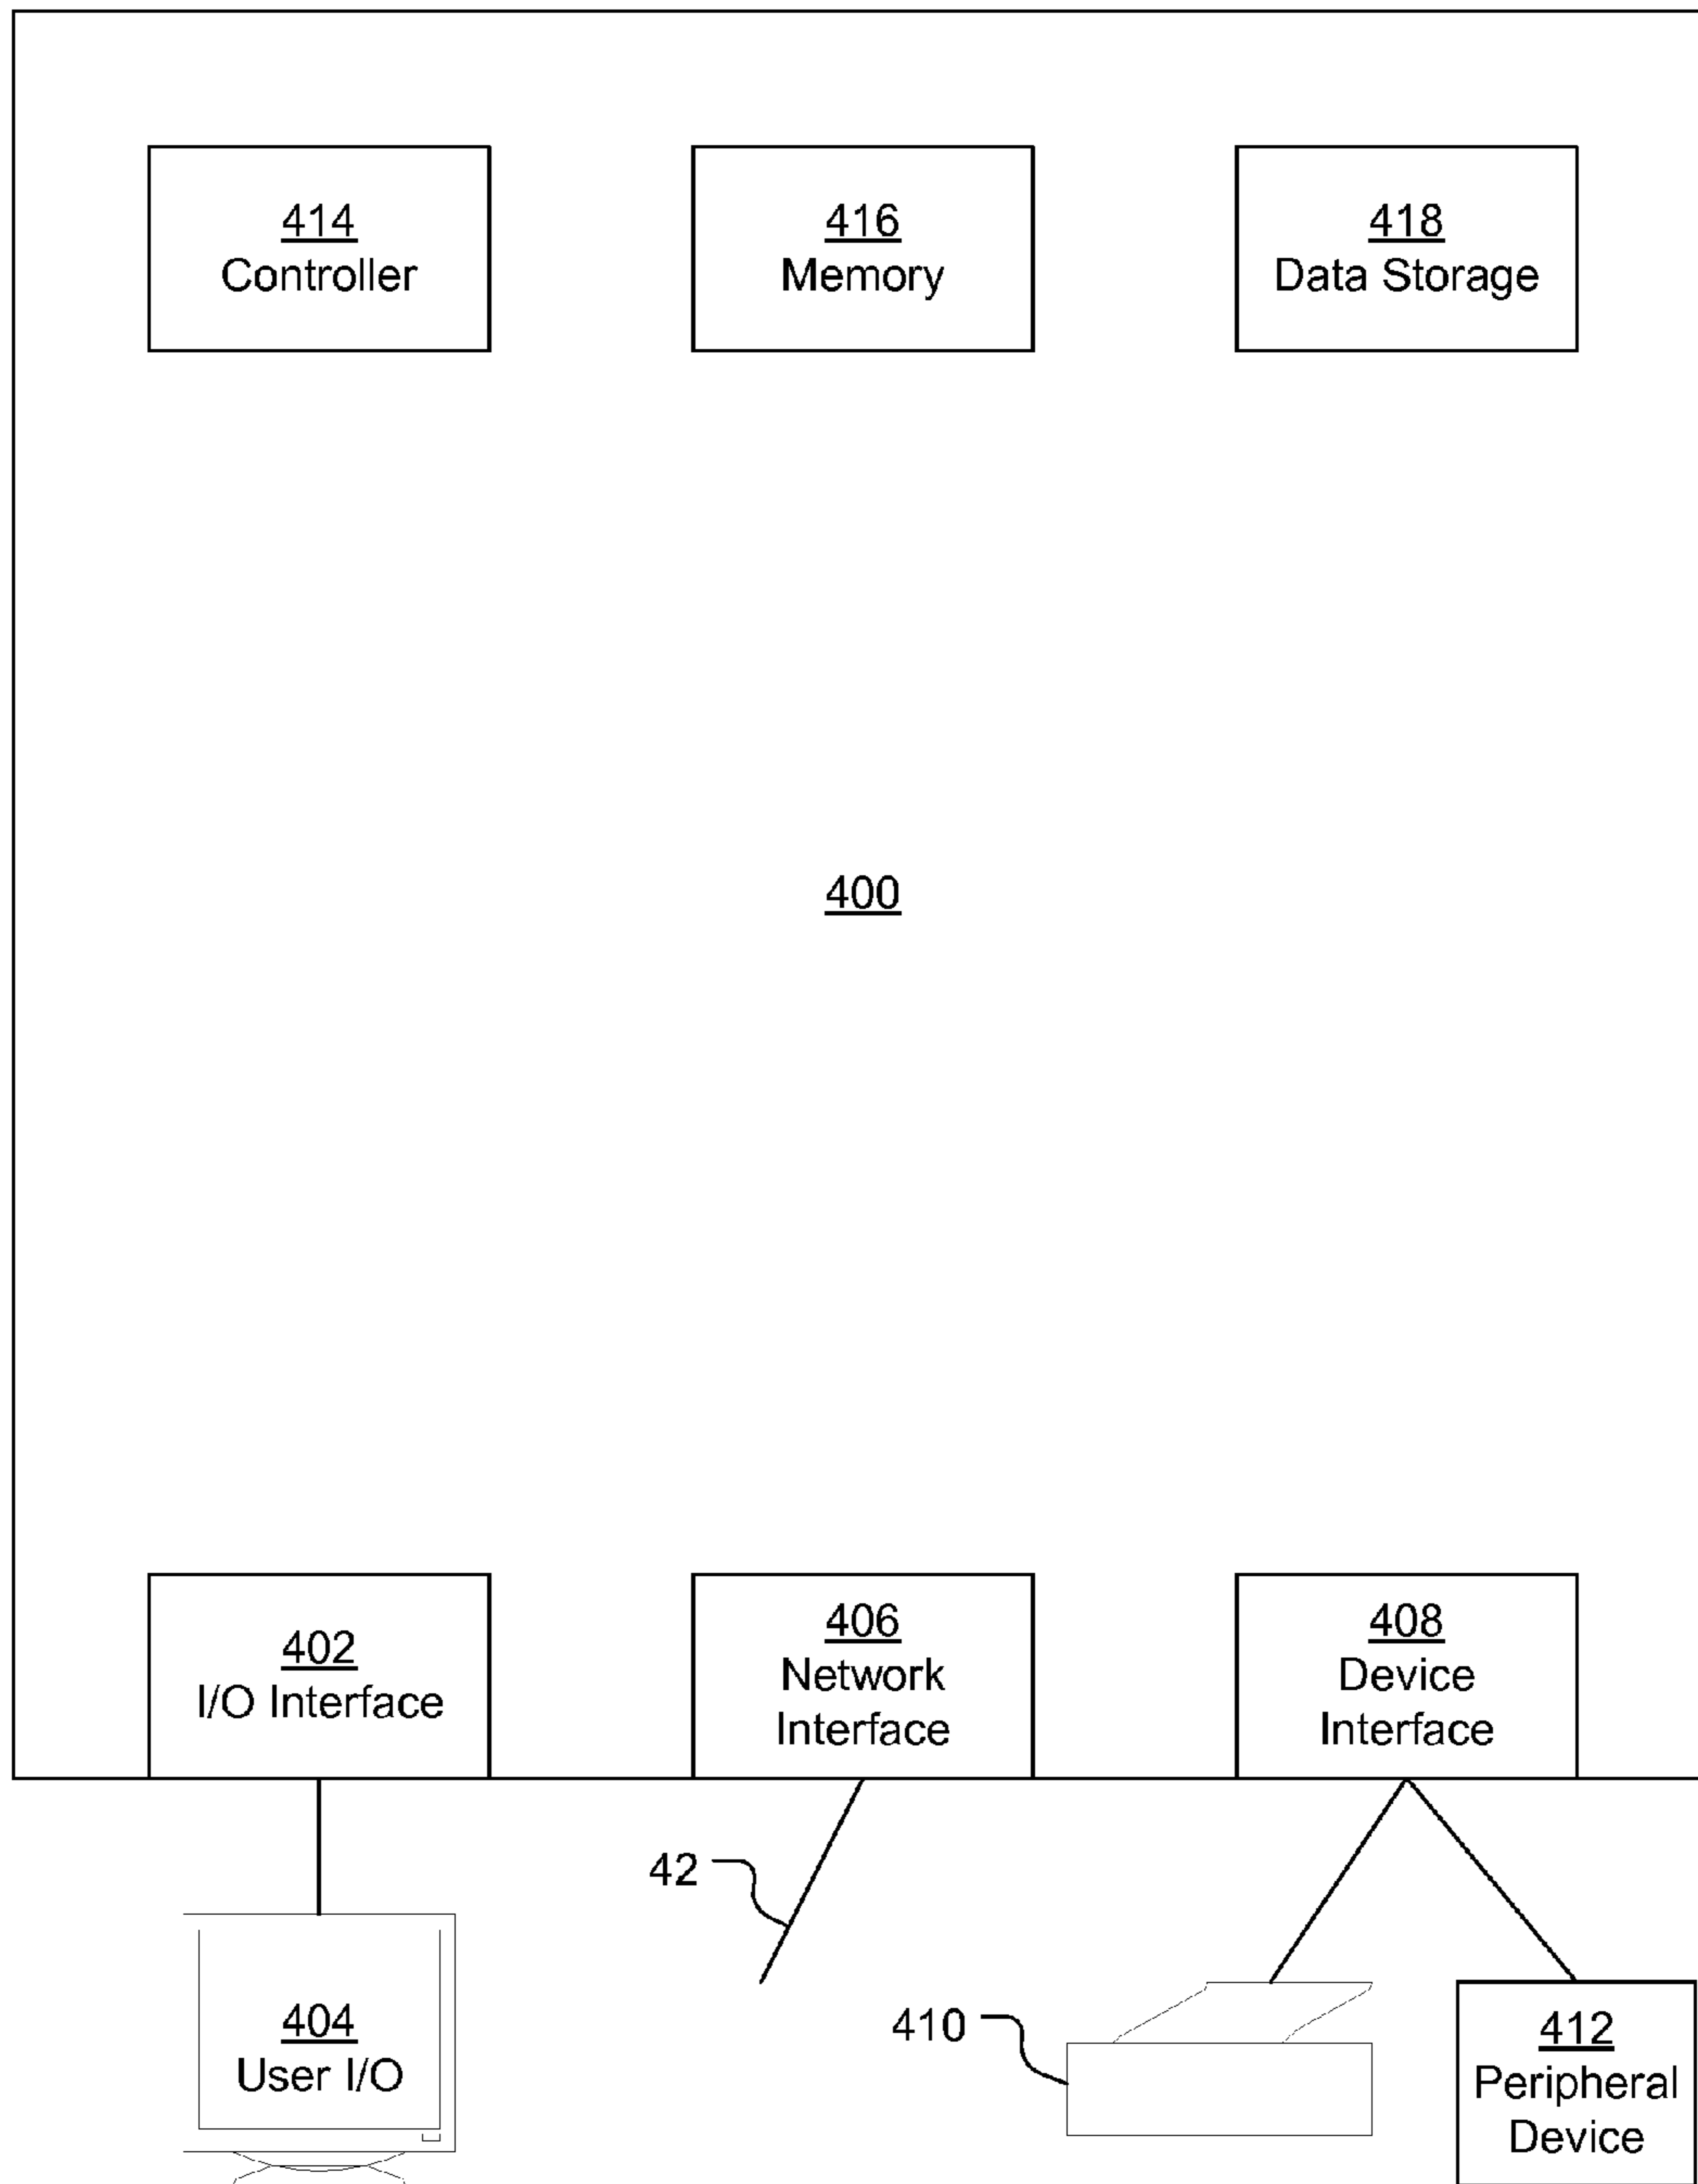 414
Controller
416
Memory
418
Data Storage
400
402
I/O Interface
406
Network
Interface
408
Device
Interface
42
404
User I/O
410
412
Peripheral
Device